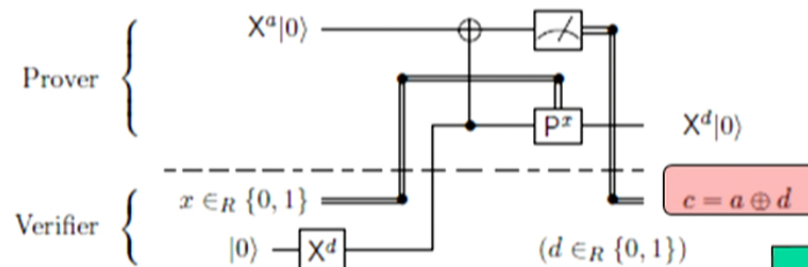 X^a|0⟩
Prover
P^x
X^d|0⟩
x ∈_R {0, 1}
c = a ⊕ d
Verifier
|0⟩ X^d (d ∈_R {0, 1})